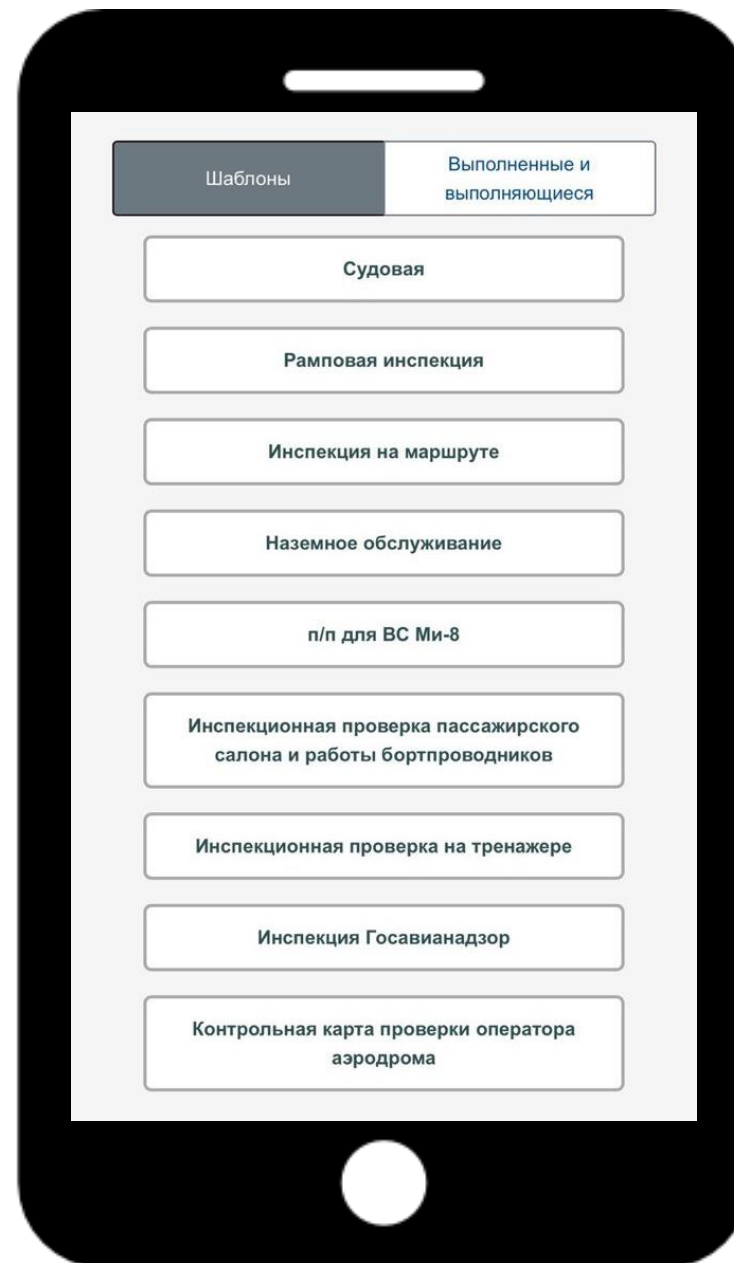 Шаблоны
Выполненные и
выполняющиеся
Судовая
Рамповая инспекция
Инспекция на маршруте
Наземное обслуживание
п/п для ВС Ми-8
Инспекционная проверка пассажирского
салона и работы бортпроводников
Инспекционная проверка на тренажере
Инспекция Госавианадзор
Контрольная карта проверки оператора
аэродрома